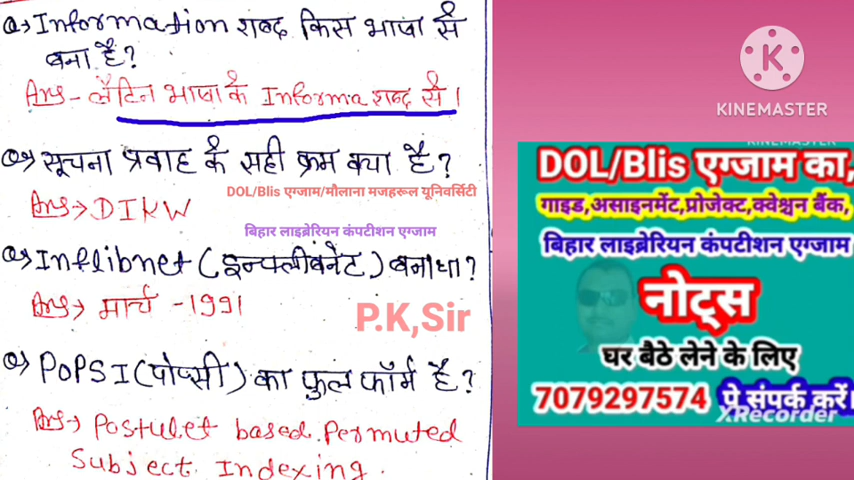 Q→ Information शब्द किस भाषा से
बना है?
Ans - लैटिन भाषा के Informa शब्द से।
Q→ सूचना प्रवाह के सही क्रम क्या है?
DOL/Blis एग्जाम/मौलाना मजहरूल यूनिवर्सिटी
Ans→ DIKW
बिहार लाइब्रेरियन कंपटीशन एग्जाम
Q→ Inflibnet (इन्फ्लीबनेट) बनाथा?
Ans→ मार्च -1991
P.K,Sir
Q→ POPSI (पोप्सी) का फुल फॉर्म है?
Ans→ Postulet based Permuted
Subject Indexing.
KINEMASTER
KINEMASTER
DOL/Blis एग्जाम का,
गाइड,असाइनमेंट,प्रोजेक्ट,क्वेश्चन बैंक,
बिहार लाइब्रेरियन कंपटीशन एग्जाम
नोट्स
घर बैठे लेने के लिए
7079297574 पे संपर्क करें।
XRecorder